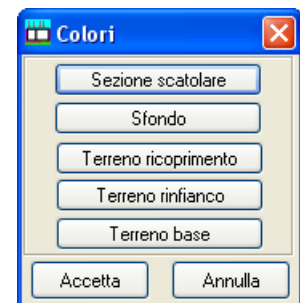 Colori
Sezione scatolare
Sfondo
Terreno ricoprimento
Terreno rinfianco
Terreno base
Accetta
Annulla